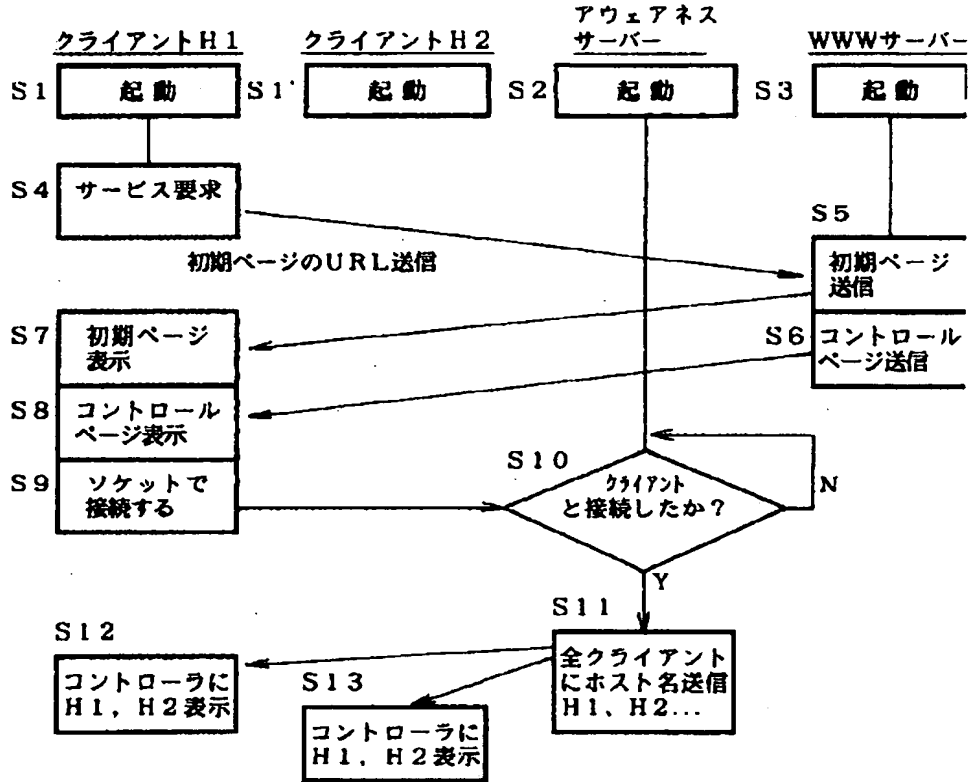 クライアントH1
クライアントH2
アウェアネス
サーバー
WWWサーバー
S1
起動
S1'
起動
S2
起動
S3
起動
S4
サービス要求
初期ページのURL送信
S5
初期ページ
送信
S6
コントロール
ページ送信
S7
初期ページ
表示
S8
コントロール
ページ表示
S9
ソケットで
接続する
S10
クライアント
と接続したか?
N
Y
S11
全クライアント
にホスト名送信
H1、H2...
S12
コントローラに
H1,H2表示
S13
コントローラに
H1,H2表示